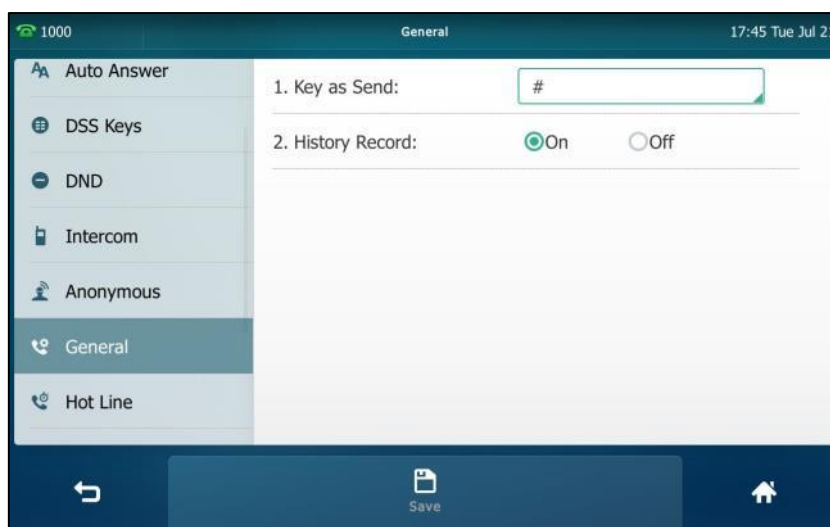 1000 General 17:45 Tue Jul 21
Auto Answer
DSS Keys
DND
Intercom
Anonymous
General
Hot Line
1. Key as Send: #
2. History Record: On Off
Save